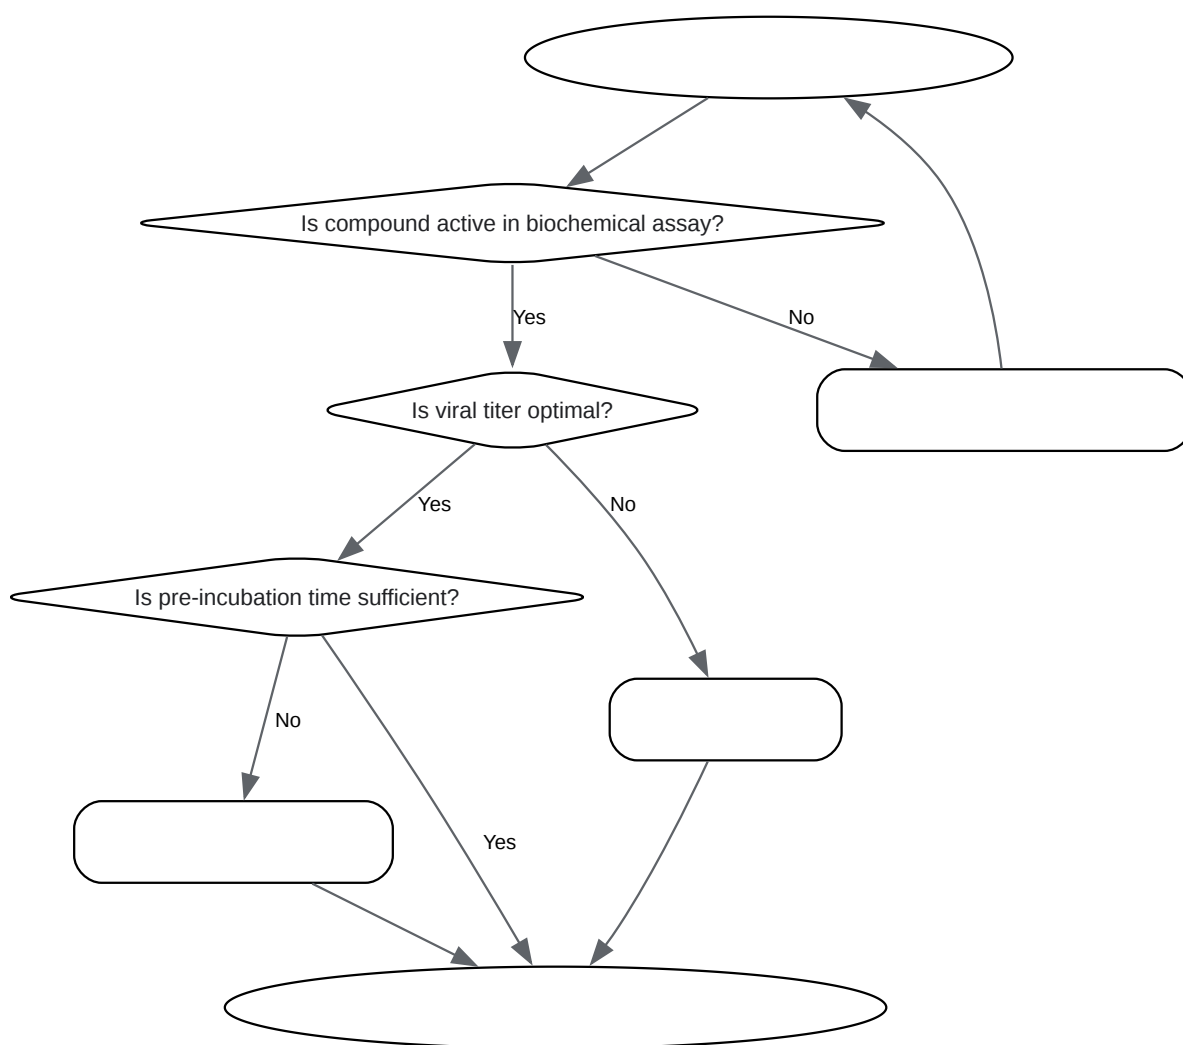 Is compound active in biochemical assay?
Yes
No
Is viral titer optimal?
Yes
No
Is pre-incubation time sufficient?
No
Yes